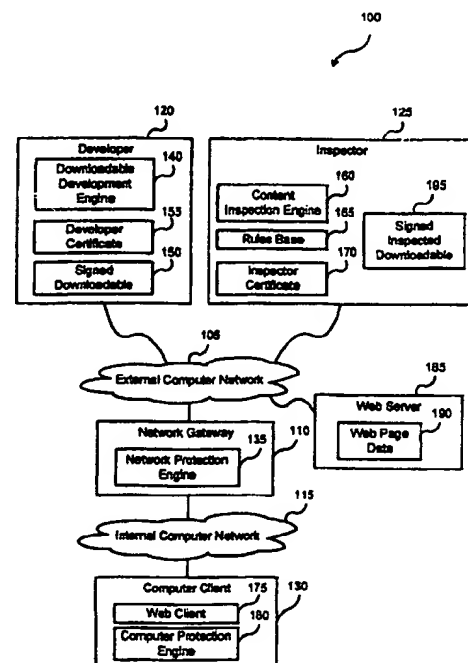 100
120
Developer
Downloadable
Development
Engine
140
Developer
Certificate
155
Signed
Downloadable
150
125
Inspector
Content
Inspection Engine
160
Rules Base
165
Inspector
Certificate
170
195
Signed
Inspected
Downloadable
105
External Computer Network
185
Web Server
Web Page
Data
190
Network Gateway
Network Protection
Engine
135
110
115
Internal Computer Network
Computer Client
175
Web Client
130
Computer Protection
Engine
180